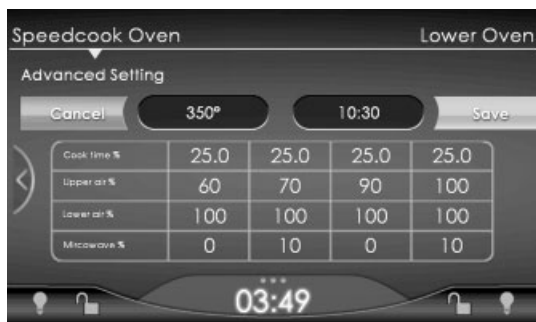 Speedcook Oven Lower Oven
Advanced Setting
Cancel 350° 10:30 Save
Cook time % 25.0 25.0 25.0 25.0
Upper air % 60 70 90 100
Lower air % 100 100 100 100
Mircowave % 0 10 0 10
03:49